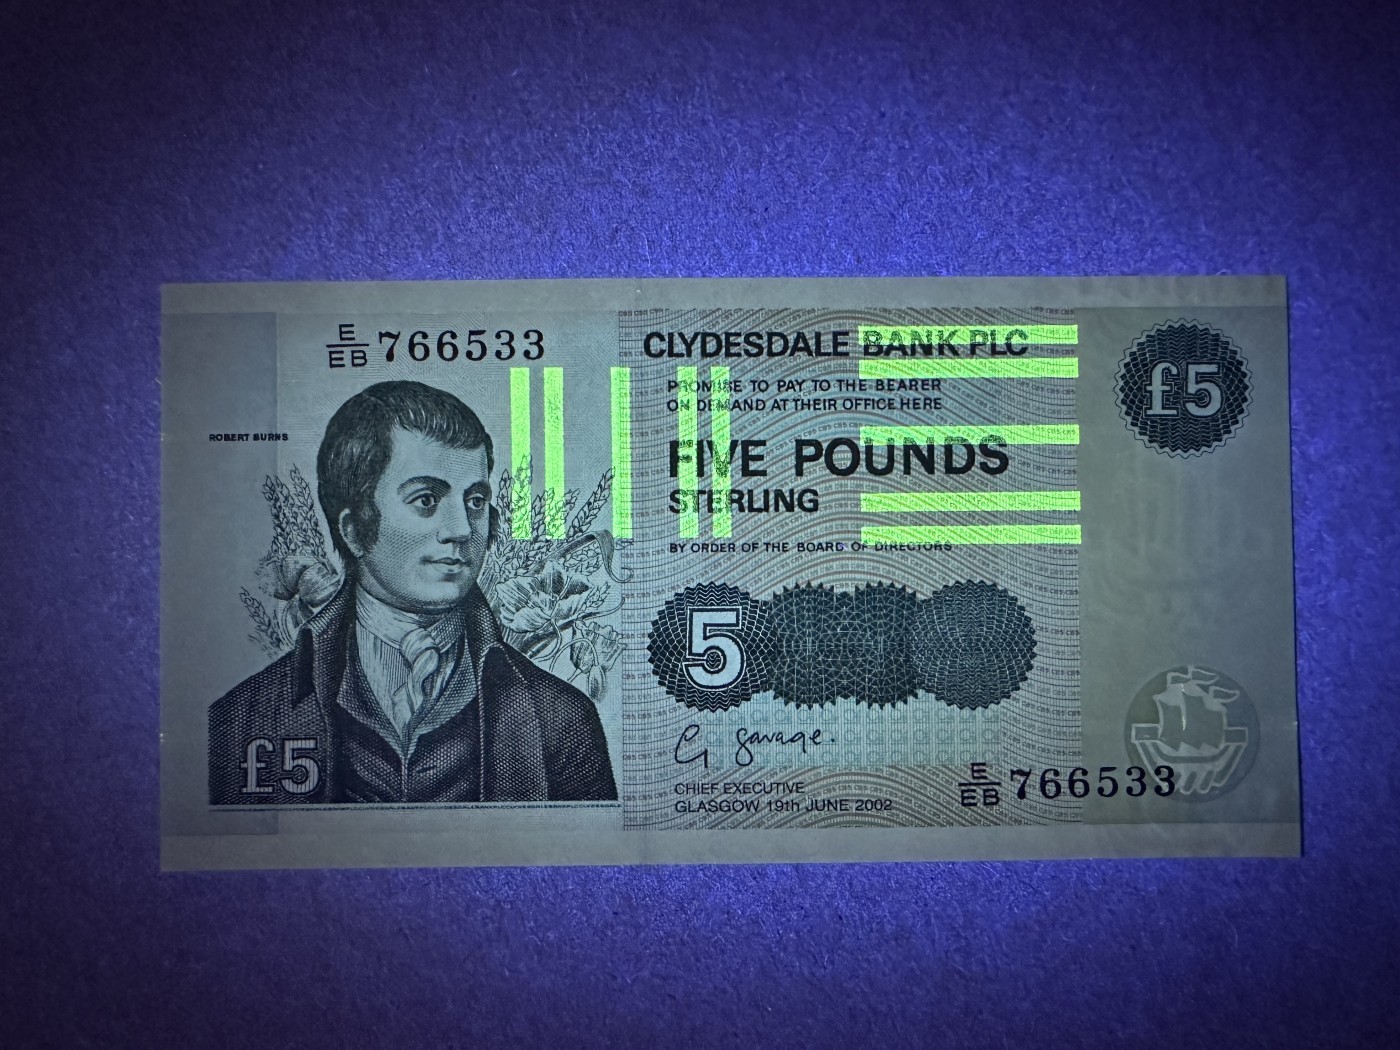 E
EB 766533
CLYDESDALE BANK PLC
PROMISE TO PAY TO THE BEARER
ON DEMAND AT THEIR OFFICE HERE
£5
ROBERT BURNS
FIVE POUNDS
STERLING
BY ORDER OF THE BOARD OF DIRECTORS
5
G Savage.
£5
CHIEF EXECUTIVE
GLASGOW 19th JUNE 2002
E
EB 766533